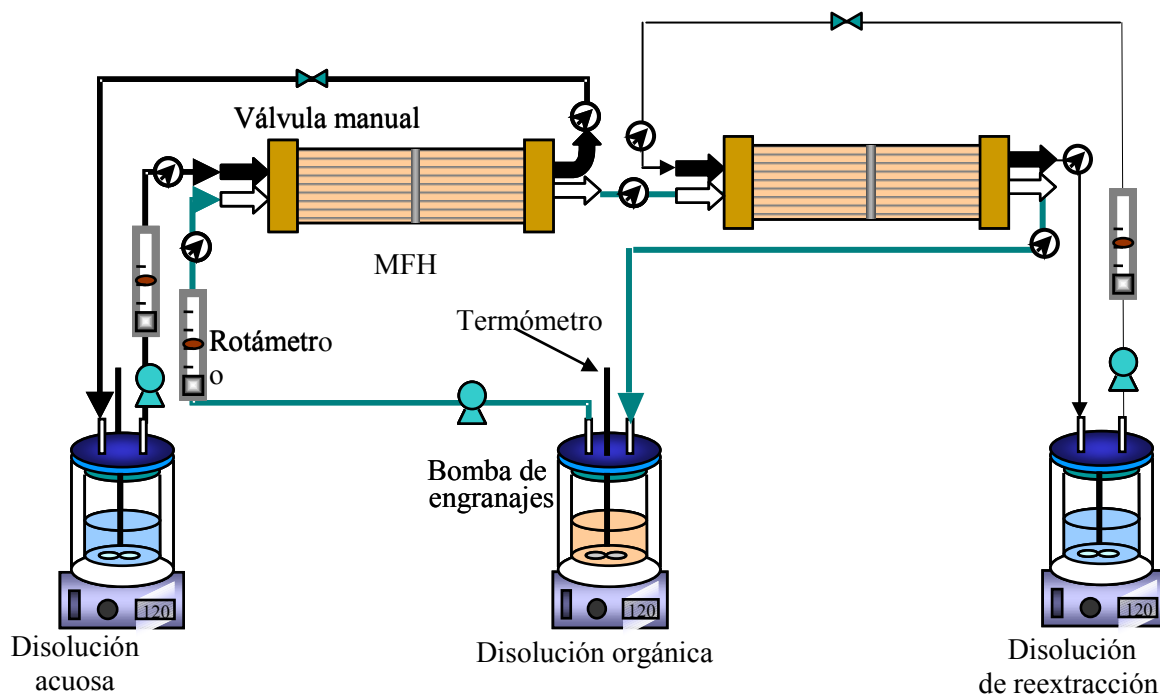 Válvula manual
MFH
Termómetro
Rotámetro
o
Bomba de
engranajes
120
120
120
Disolución
acuosa
Disolución orgánica
Disolución
de reextracción